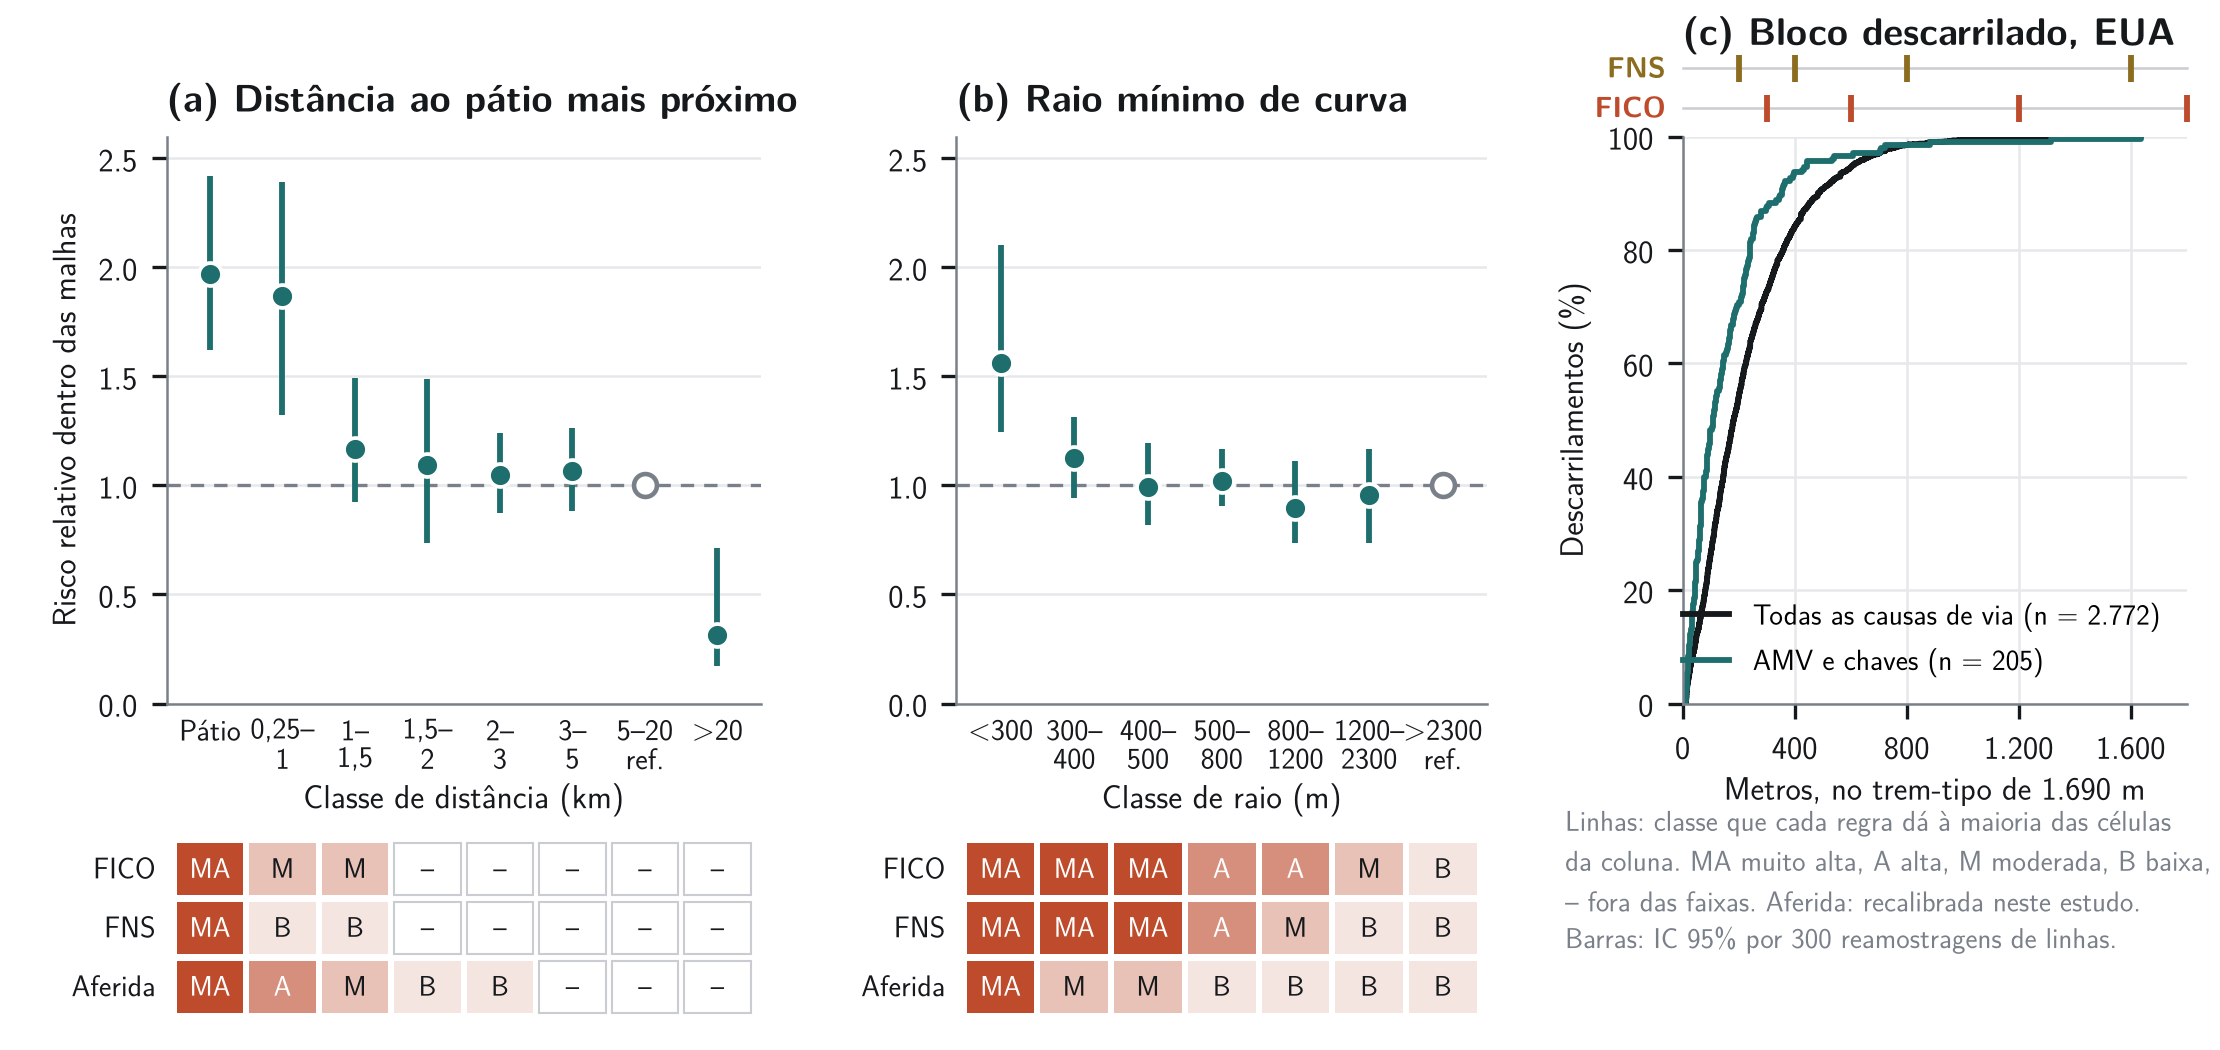 (a) Distância ao pátio mais próximo
Risco relativo dentro das malhas
2.5
2.0
1.5
1.0
0.5
0.0
Pátio 0,25–1 1–1,5 1,5–2 2–3 3–5 5–20 ref. >20
Classe de distância (km)
FICO MA M M – – – – –
FNS MA B B – – – – –
Aferida MA A M B B – – –
(b) Raio mínimo de curva
2.5
2.0
1.5
1.0
0.5
0.0
<300 300–400 400–500 500–800 800–1200 1200–2300 >2300 ref.
Classe de raio (m)
FICO MA MA MA A A M B
FNS MA MA MA A M B B
Aferida MA M M B B B B
(c) Bloco descarrilado, EUA
FNS
FICO
Descarrilamentos (%)
100
80
60
40
20
0
Todas as causas de via (n = 2.772)
AMV e chaves (n = 205)
0 400 800 1.200 1.600
Metros, no trem-tipo de 1.690 m
Linhas: classe que cada regra dá à maioria das células
da coluna. MA muito alta, A alta, M moderada, B baixa,
– fora das faixas. Aferida: recalibrada neste estudo.
Barras: IC 95% por 300 reamostragens de linhas.